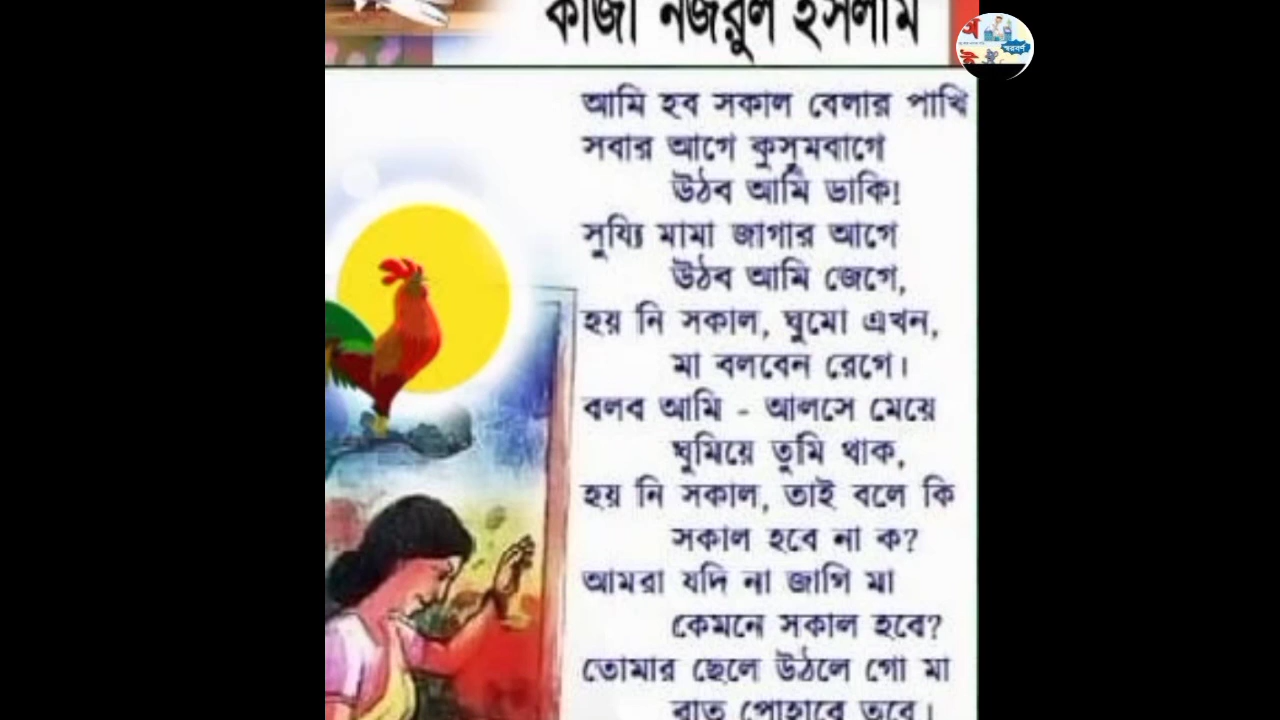 কাজী নজরুল ইসলাম
আমি হব সকাল বেলার পাখি
সবার আগে কুসুমবাগে
উঠব আমি ডাকি!
সুয্যি মামা জাগার আগে
উঠব আমি জেগে,
হয় নি সকাল, ঘুমো এখন,
মা বলবেন রেগে।
বলব আমি - আলসে মেয়ে
ঘুমিয়ে তুমি থাক,
হয় নি সকাল, তাই বলে কি
সকাল হবে না ক?
আমরা যদি না জাগি মা
কেমনে সকাল হবে?
তোমার ছেলে উঠলে গো মা
রাত পোহাবে তবে।
স্বরবর্ণ